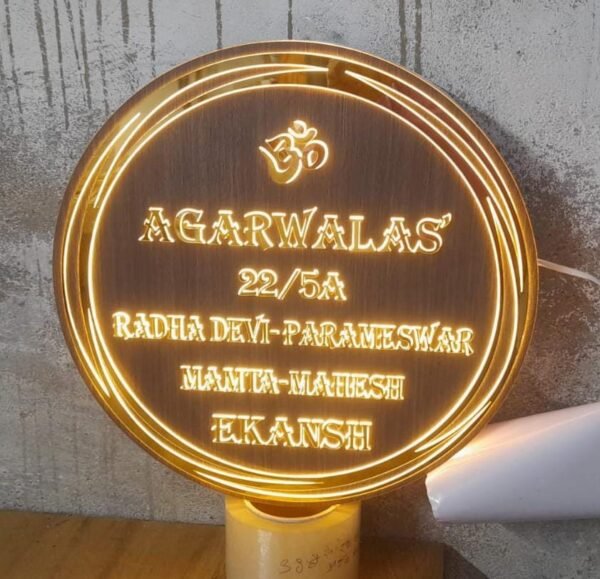 ॐ
AGARWALAS'
22/5A
RADHA DEVI-PARAMESWAR
MAMTA-MAHESH
EKANSH